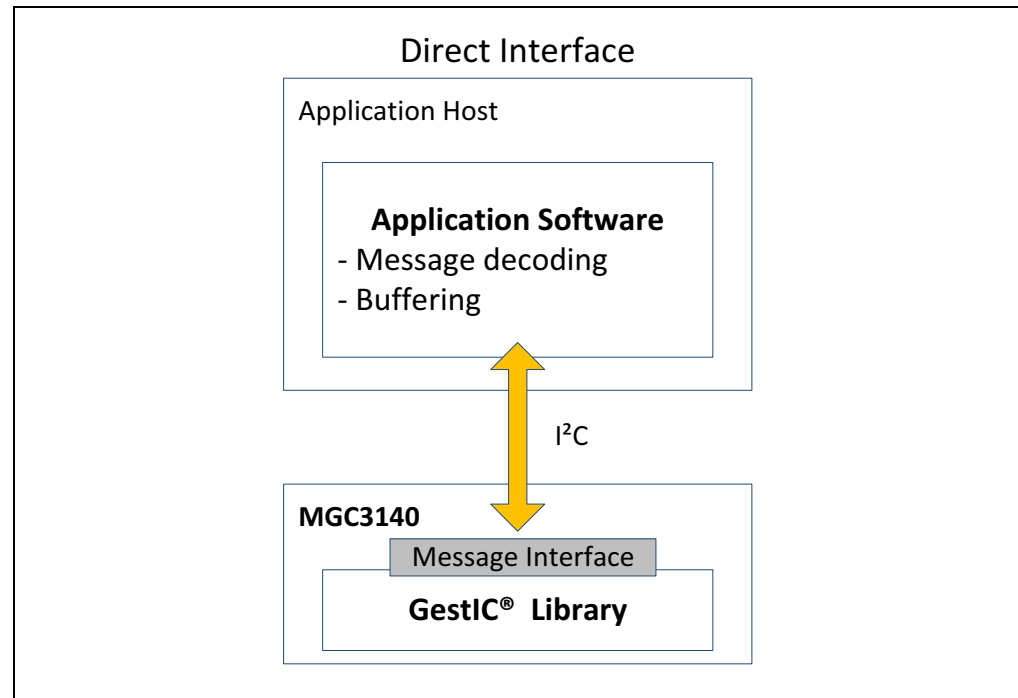 Direct Interface
Application Host
Application Software
- Message decoding
- Buffering
I²C
MGC3140
Message Interface
GestIC® Library